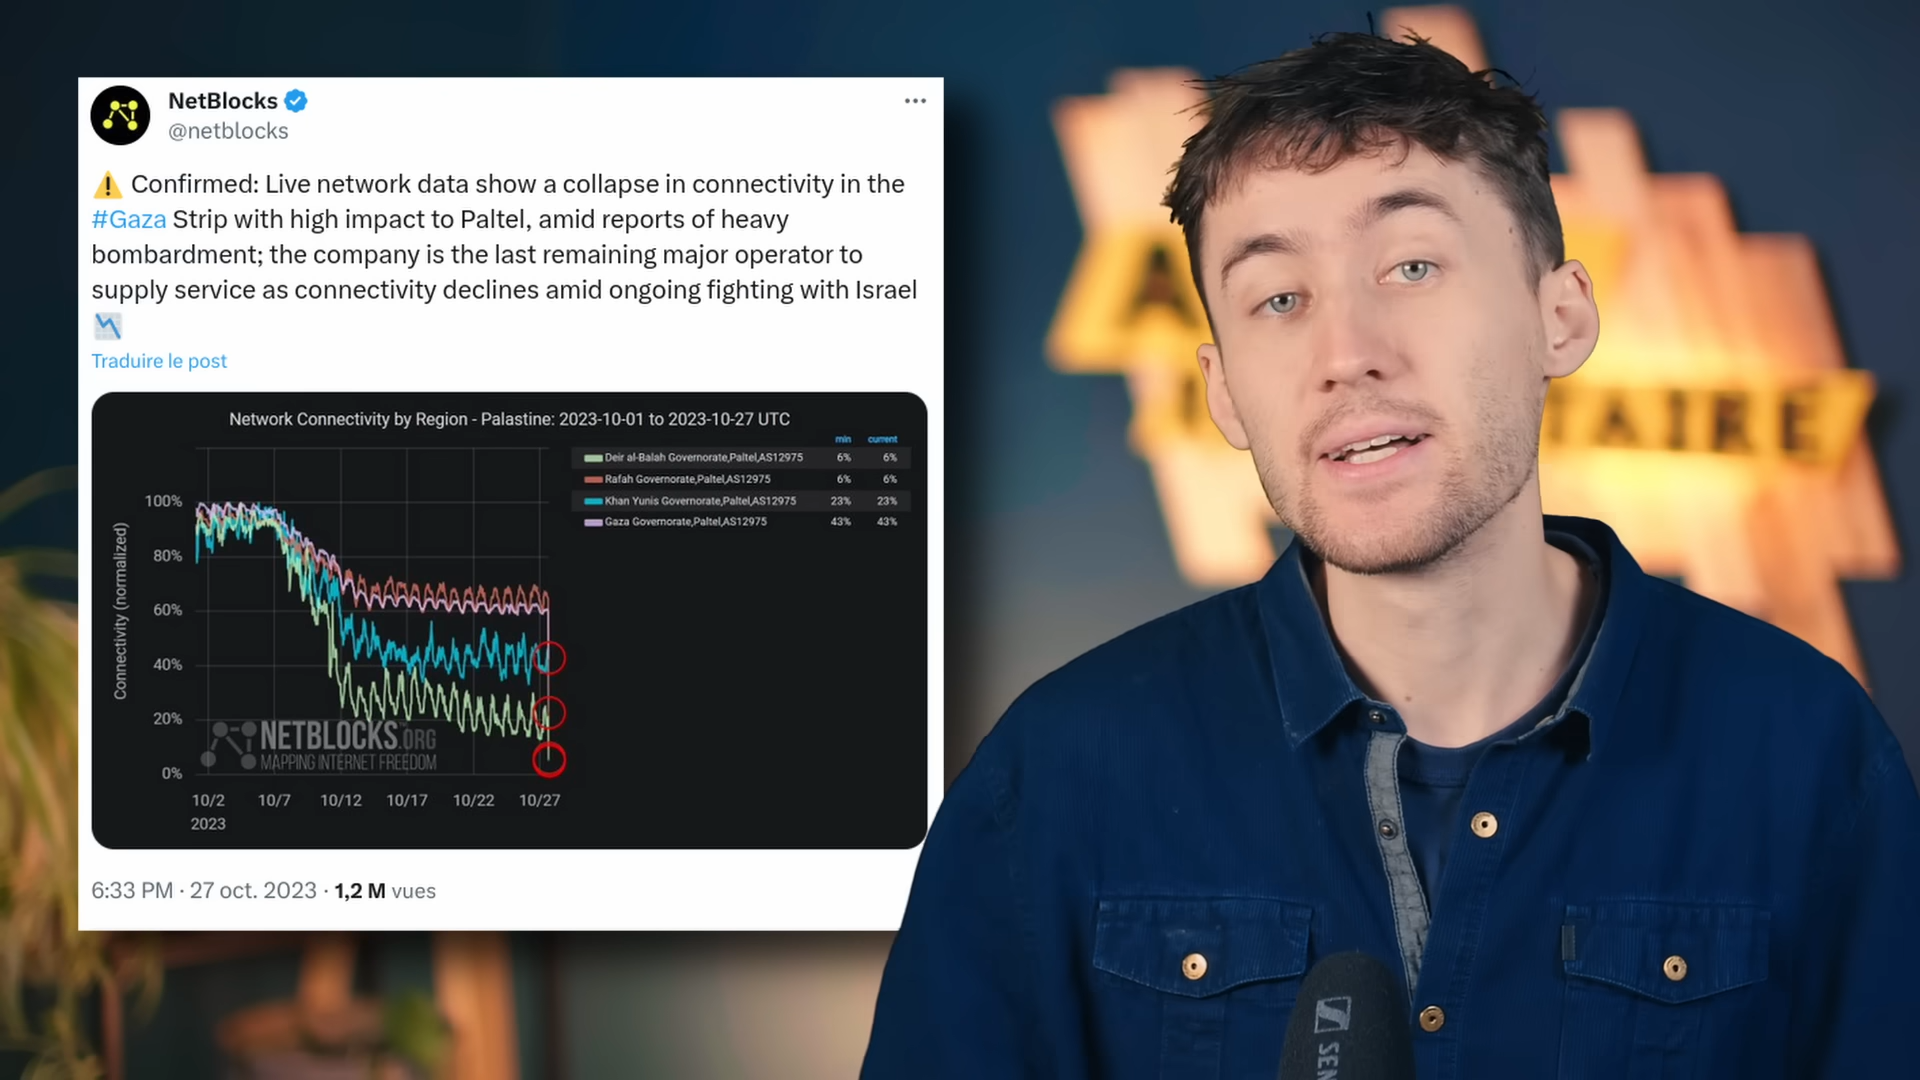 NetBlocks
@netblocks
⚠️ Confirmed: Live network data show a collapse in connectivity in the
#Gaza Strip with high impact to Paltel, amid reports of heavy
bombardment; the company is the last remaining major operator to
supply service as connectivity declines amid ongoing fighting with Israel
📉
Traduire le post
Network Connectivity by Region - Palastine: 2023-10-01 to 2023-10-27 UTC
min current
Deir al-Balah Governorate,Paltel,AS12975 6% 6%
Rafah Governorate,Paltel,AS12975 6% 6%
Khan Yunis Governorate,Paltel,AS12975 23% 23%
Gaza Governorate,Paltel,AS12975 43% 43%
Connectivity (normalized)
100%
80%
60%
40%
20%
0%
NETBLOCKS.ORG
MAPPING INTERNET FREEDOM
10/2 10/7 10/12 10/17 10/22 10/27
2023
6:33 PM · 27 oct. 2023 · 1,2 M vues
TAIRE
SEN